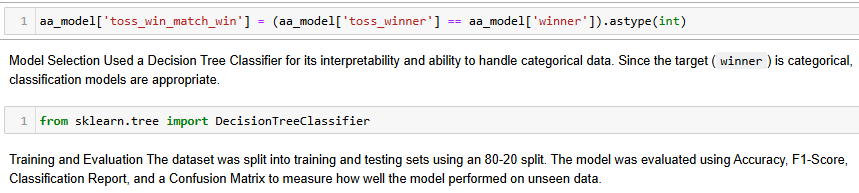 1 aa_model['toss_win_match_win'] = (aa_model['toss_winner'] == aa_model['winner']).astype(int)
Model Selection Used a Decision Tree Classifier for its interpretability and ability to handle categorical data. Since the target ( winner ) is categorical,
classification models are appropriate.
1 from sklearn.tree import DecisionTreeClassifier
Training and Evaluation The dataset was split into training and testing sets using an 80-20 split. The model was evaluated using Accuracy, F1-Score,
Classification Report, and a Confusion Matrix to measure how well the model performed on unseen data.